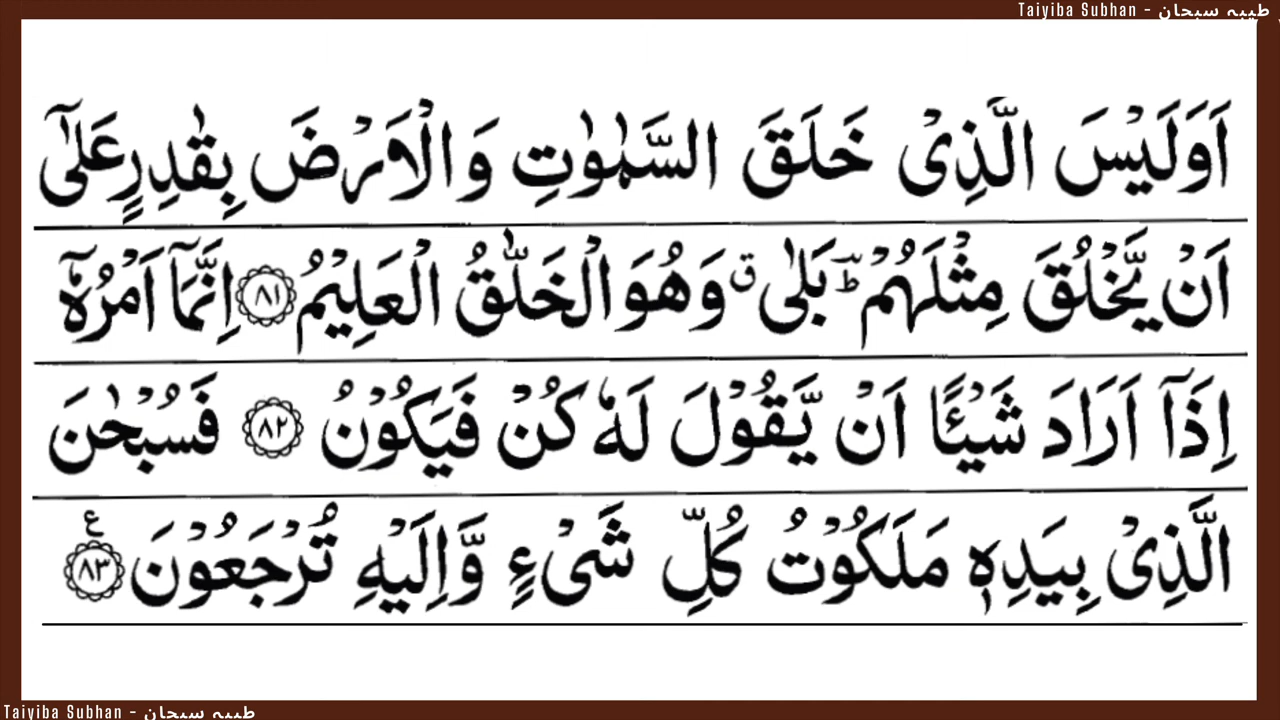 Taiyiba Subhan - طیبہ سبحان
اَوَلَيْسَ الَّذِىْ خَلَقَ السَّمٰوٰتِ وَالْاَرْضَ بِقٰدِرٍ عَلٰٓى
اَنْ يَّخْلُقَ مِثْلَهُمْ ؕ بَلٰى ۗ وَهُوَ الْخَلّٰقُ الْعَلِيْمُ ﴿٨١﴾ اِنَّمَاۤ اَمْرُهٗۤ
اِذَاۤ اَرَادَ شَيْئًا اَنْ يَّقُوْلَ لَهٗ كُنْ فَيَكُوْنُ ﴿٨٢﴾ فَسُبْحٰنَ
الَّذِىْ بِيَدِهٖ مَلَكُوْتُ كُلِّ شَىْءٍ وَّاِلَيْهِ تُرْجَعُوْنَ ﴿٨٣﴾ ع
Taiyiba Subhan - طیبہ سبحان